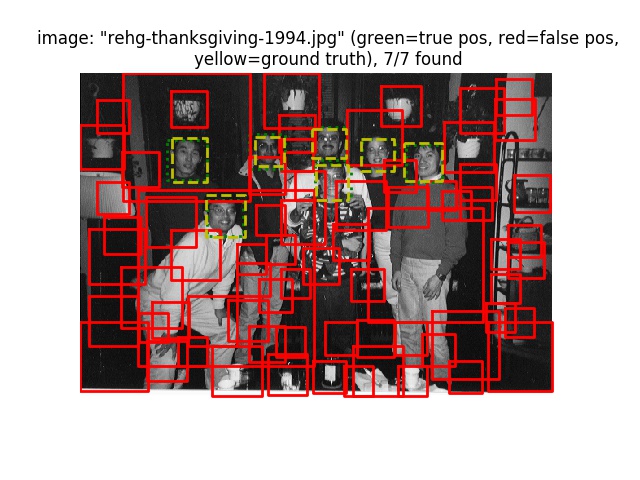 image: "rehg-thanksgiving-1994.jpg" (green=true pos, red=false pos,
yellow=ground truth), 7/7 found